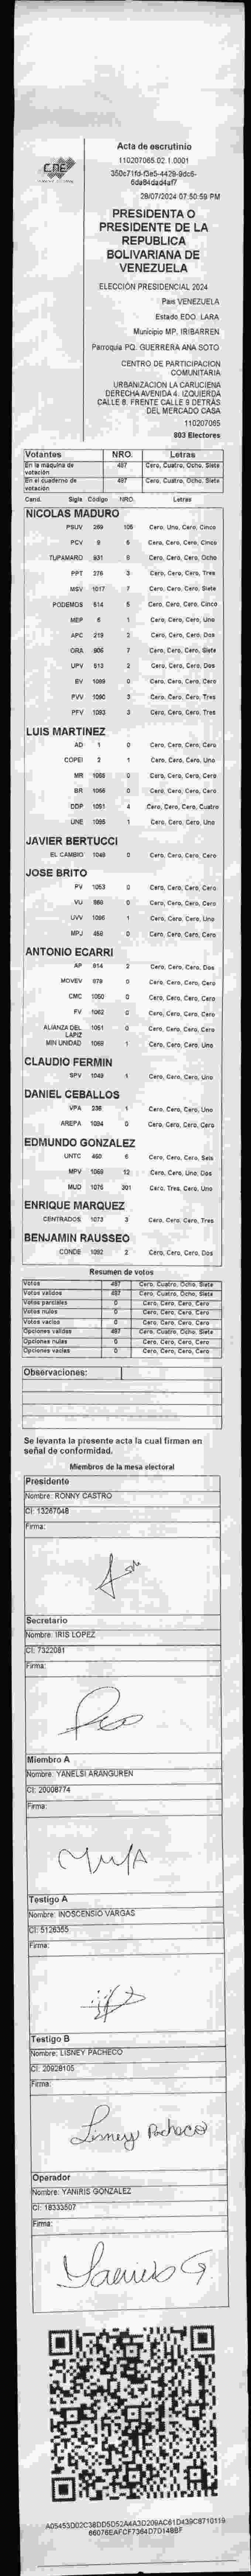 CNE
Acta de escrutinio
110207065.02.1.0001
28/07/2024 07:50:59 PM
PRESIDENTA O
PRESIDENTE DE LA
REPUBLICA
BOLIVARIANA DE
VENEZUELA
ELECCIÓN PRESIDENCIAL 2024
Pais VENEZUELA
Estado EDO. LARA
Municipio MP. IRIBARREN
Parroquia PQ. GUERRERA ANA SOTO
CENTRO DE PARTICIPACION
COMUNITARIA
URBANIZACION LA CARUCIENA
DERECHA AVENIDA 4. IZQUIERDA
CALLE 8. FRENTE CALLE 9 DETRÁS
DEL MERCADO CASA
110207065
803 Electores
Votantes NRO. Letras
En la máquina de votación 487 Cero, Cuatro, Ocho, Siete
En el cuaderno de votación 487 Cero, Cuatro, Ocho, Siete
Cand. Sigla Código NRO. Letras
NICOLAS MADURO
PSUV 269 105 Cero, Uno, Cero, Cinco
PCV 9 5 Cero, Cero, Cero, Cinco
TUPAMARO 931 8 Cero, Cero, Cero, Ocho
PPT 276 3 Cero, Cero, Cero, Tres
MSV 1017 7 Cero, Cero, Cero, Siete
PODEMOS 614 5 Cero, Cero, Cero, Cinco
MEP 5 1 Cero, Cero, Cero, Uno
APC 219 2 Cero, Cero, Cero, Dos
ORA 906 7 Cero, Cero, Cero, Siete
UPV 513 2 Cero, Cero, Cero, Dos
EV 1089 0 Cero, Cero, Cero, Cero
PVV 1090 3 Cero, Cero, Cero, Tres
PFV 1093 3 Cero, Cero, Cero, Tres
LUIS MARTINEZ
AD 1 0 Cero, Cero, Cero, Cero
COPEI 2 1 Cero, Cero, Cero, Uno
MR 1088 0 Cero, Cero, Cero, Cero
BR 1066 0 Cero, Cero, Cero, Cero
DDP 1091 4 Cero, Cero, Cero, Cuatro
UNE 1095 1 Cero, Cero, Cero, Uno
JAVIER BERTUCCI
EL CAMBIO 1048 0 Cero, Cero, Cero, Cero
JOSE BRITO
PV 1053 0 Cero, Cero, Cero, Cero
VU 860 0 Cero, Cero, Cero, Cero
UVV 1086 1 Cero, Cero, Cero, Uno
MPJ 458 0 Cero, Cero, Cero, Cero
ANTONIO ECARRI
AP 814 2 Cero, Cero, Cero, Dos
MOVEV 879 0 Cero, Cero, Cero, Cero
CMC 1050 0 Cero, Cero, Cero, Cero
FV 1062 0 Cero, Cero, Cero, Cero
ALIANZA DEL LAPIZ 1051 0 Cero, Cero, Cero, Cero
MIN UNIDAD 1069 1 Cero, Cero, Cero, Uno
CLAUDIO FERMIN
SPV 1049 1 Cero, Cero, Cero, Uno
DANIEL CEBALLOS
VPA 236 1 Cero, Cero, Cero, Uno
AREPA 1094 0 Cero, Cero, Cero, Cero
EDMUNDO GONZALEZ
UNTC 460 6 Cero, Cero, Cero, Seis
MPV 1069 12 Cero, Cero, Uno, Dos
MUD 1076 301 Cero, Tres, Cero, Uno
ENRIQUE MARQUEZ
CENTRADOS 1073 3 Cero, Cero, Cero, Tres
BENJAMIN RAUSSEO
CONDE 1092 2 Cero, Cero, Cero, Dos
Resumen de votos
Votos 487 Cero, Cuatro, Ocho, Siete
Votos validos 487 Cero, Cuatro, Ocho, Siete
Votos parciales 0 Cero, Cero, Cero, Cero
Votos nulos 0 Cero, Cero, Cero, Cero
Votos vacios 0 Cero, Cero, Cero, Cero
Opciones validas 487 Cero, Cuatro, Ocho, Siete
Opciones nulas 0 Cero, Cero, Cero, Cero
Opciones vacias 0 Cero, Cero, Cero, Cero
Observaciones:
Se levanta la presente acta la cual firman en
señal de conformidad.
Miembros de la mesa electoral
Presidente
Nombre: RONNY CASTRO
CI: 13267048
Firma:
Secretario
Nombre: IRIS LOPEZ
CI: 7322081
Firma:
Miembro A
Nombre: YANELSI ARANGUREN
CI: 20008774
Firma:
Testigo A
Nombre: INOSCENSIO VARGAS
CI: 5126355
Firma:
Testigo B
Nombre: LISNEY PACHECO
CI: 20928105
Firma:
Lisney Pacheco
Operador
Nombre: YANIRIS GONZALEZ
CI: 18333507
Firma: